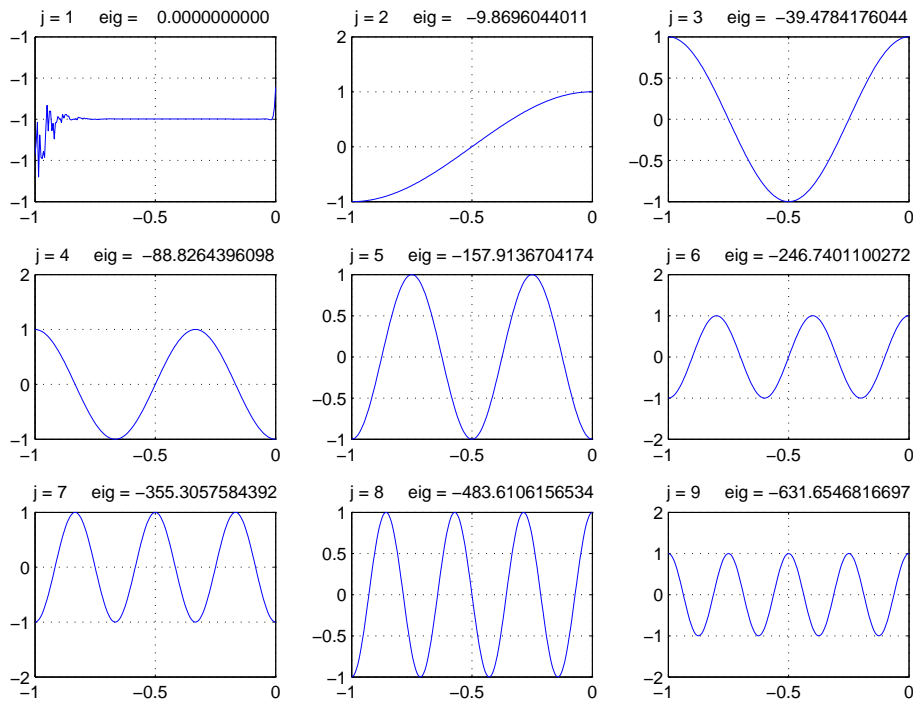 j = 1 eig = 0.0000000000
j = 2 eig = −9.8696044011
j = 3 eig = −39.4784176044
−1
−1
−1
−1
−1
−1 −0.5 0
2
1
0
−1
−1 −0.5 0
1
0.5
0
−0.5
−1
−1 −0.5 0
j = 4 eig = −88.8264396098
j = 5 eig = −157.9136704174
j = 6 eig = −246.7401100272
2
1
0
−1
−1 −0.5 0
1
0.5
0
−0.5
−1
−1 −0.5 0
2
1
0
−1
−2
−1 −0.5 0
j = 7 eig = −355.3057584392
j = 8 eig = −483.6106156534
j = 9 eig = −631.6546816697
1
0
−1
−2
−1 −0.5 0
1
0.5
0
−0.5
−1
−1 −0.5 0
2
1
0
−1
−2
−1 −0.5 0